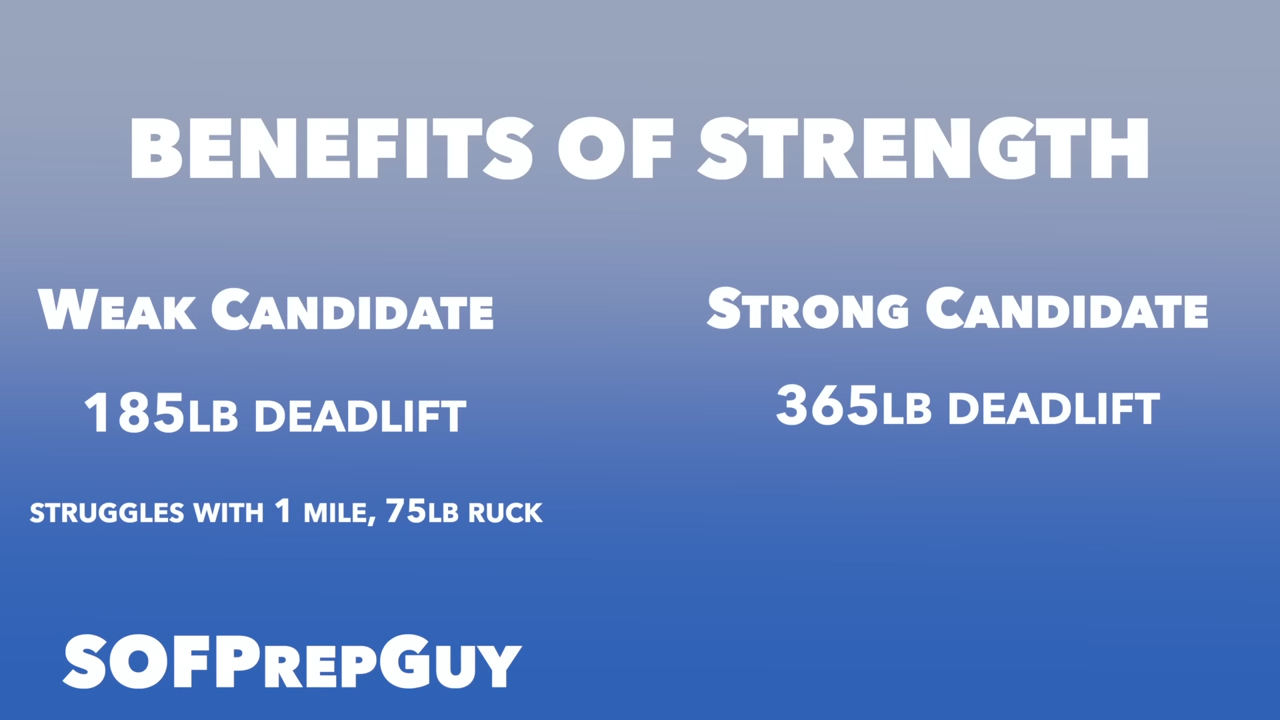 BENEFITS OF STRENGTH
WEAK CANDIDATE
185LB DEADLIFT
STRUGGLES WITH 1 MILE, 75LB RUCK
STRONG CANDIDATE
365LB DEADLIFT
SOFPREPGUY